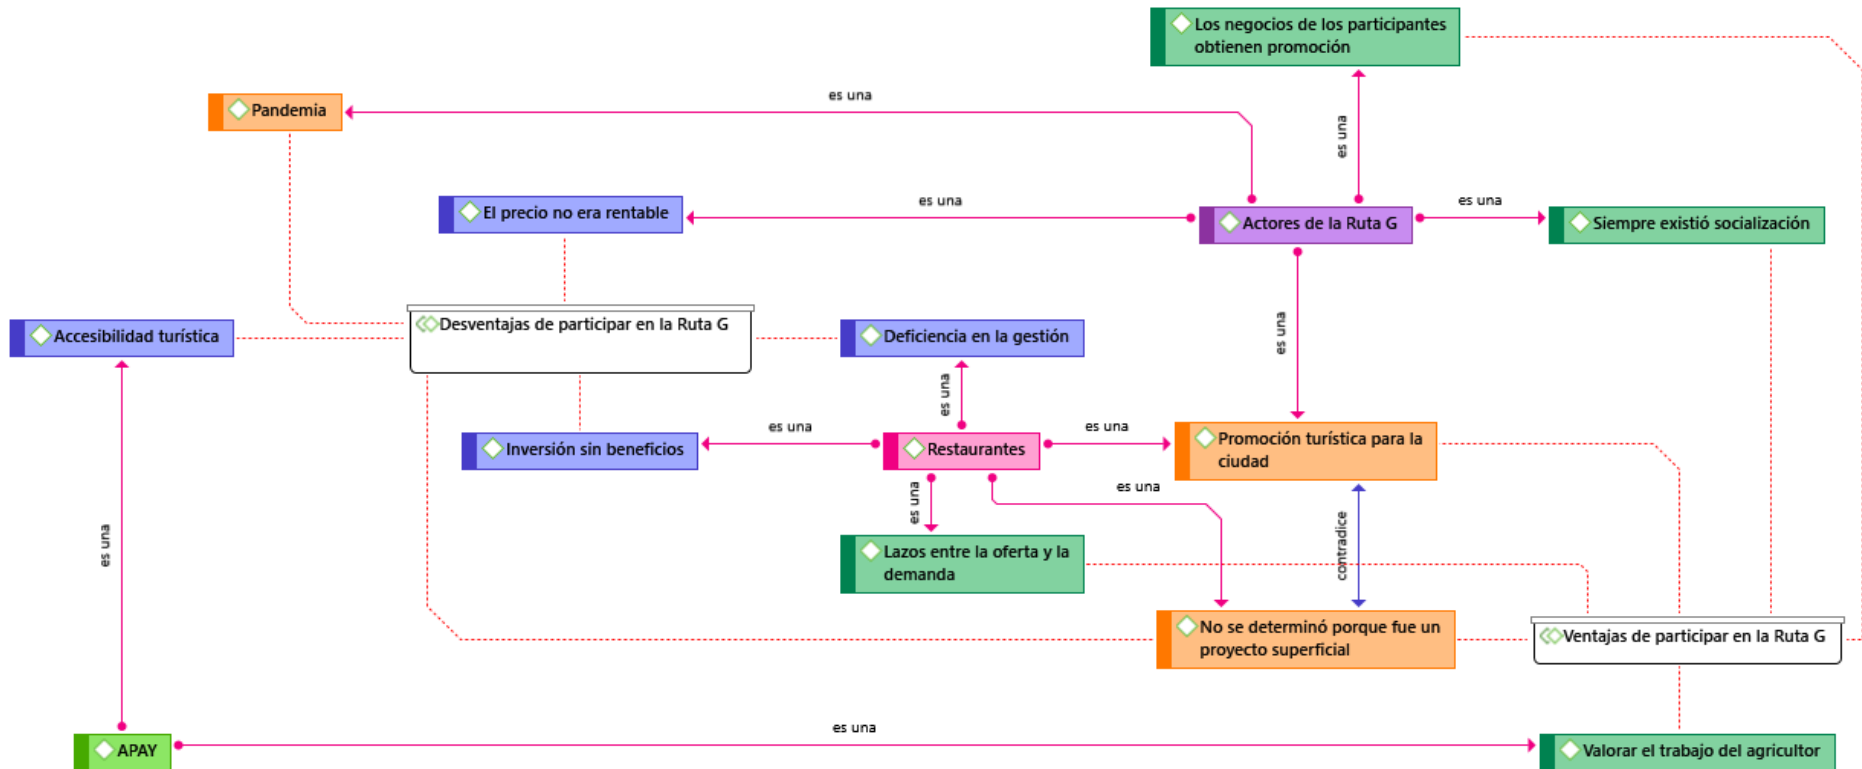 Los negocios de los participantes
obtienen promoción
es una
Pandemia
es una
El precio no era rentable
es una
Actores de la Ruta G
es una
Siempre existió socialización
Accesibilidad turística
Desventajas de participar en la Ruta G
Deficiencia en la gestión
es una
es una
Inversión sin beneficios
es una
Restaurantes
es una
Promoción turística para la
ciudad
es una
es una
es una
contradice
Lazos entre la oferta y la
demanda
No se determinó porque fue un
proyecto superficial
Ventajas de participar en la Ruta G
APAY
es una
Valorar el trabajo del agricultor